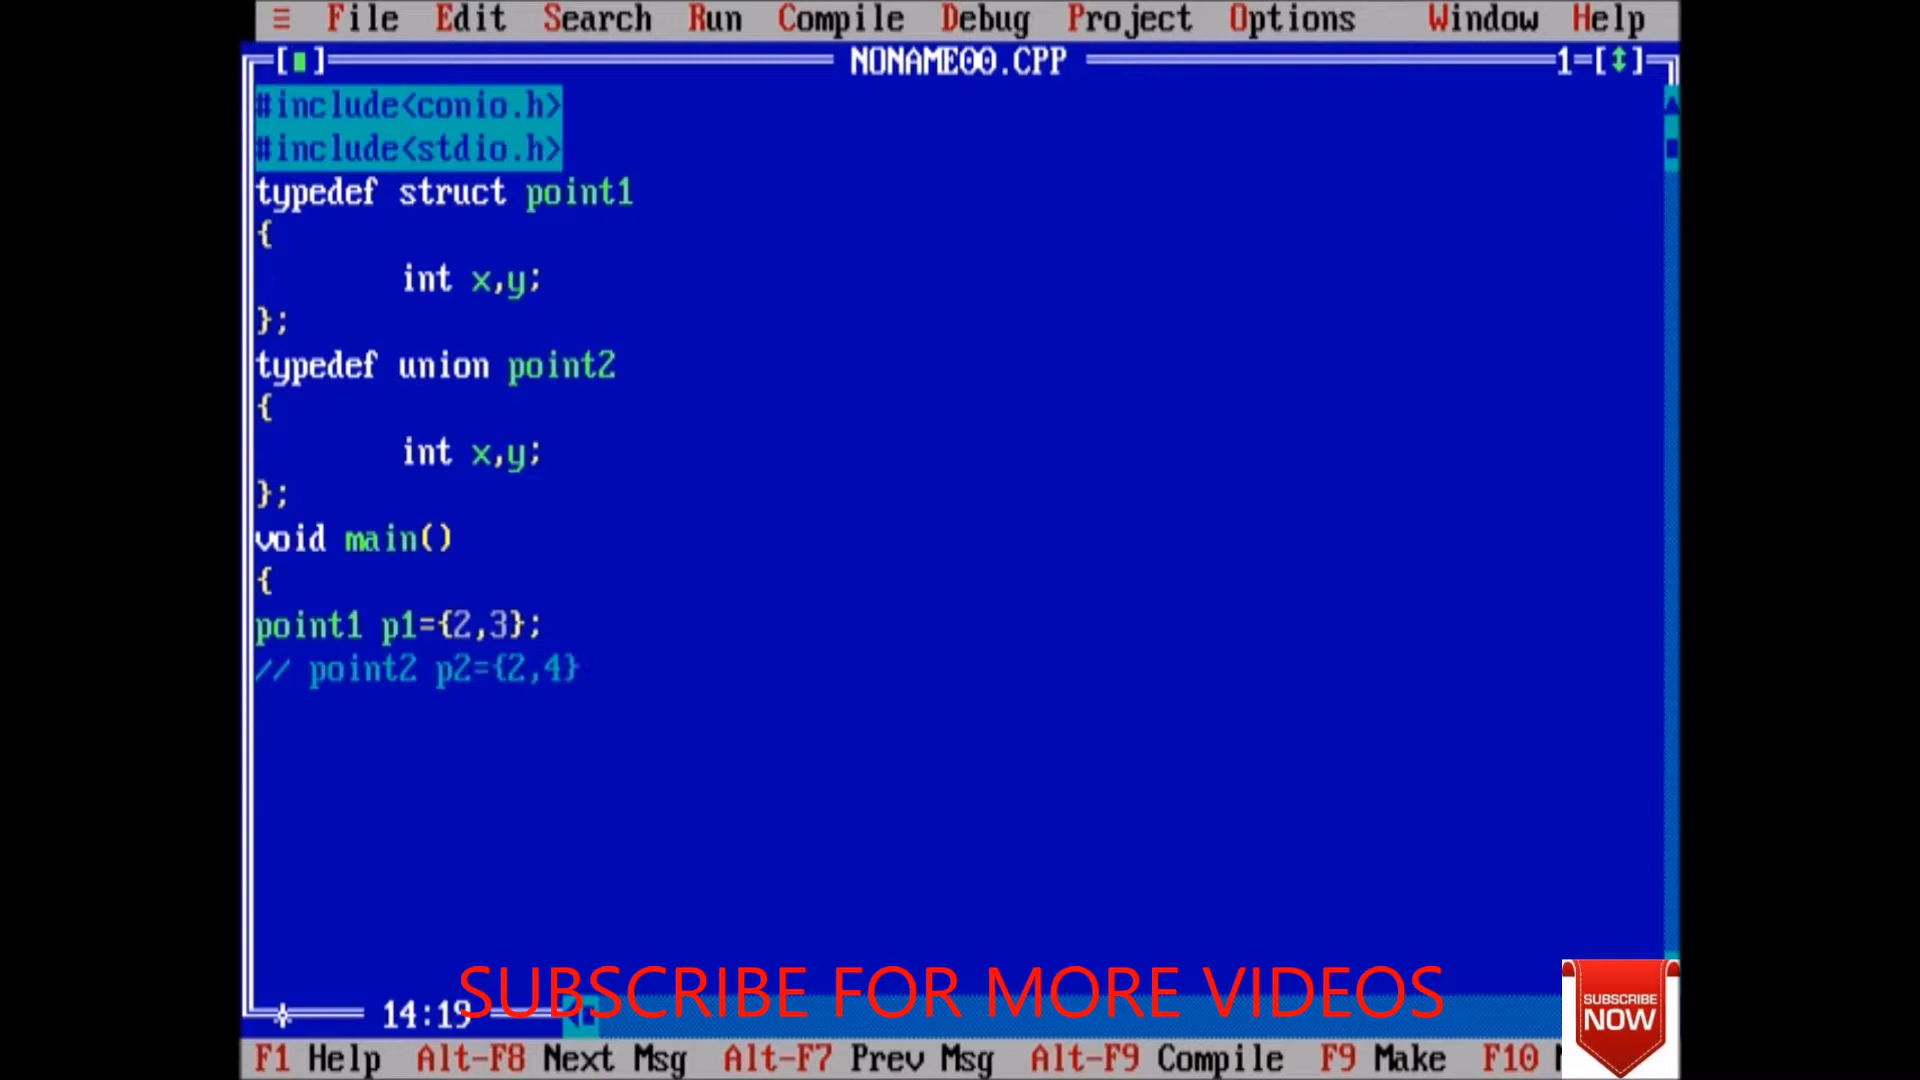 ≡ File Edit Search Run Compile Debug Project Options Window Help
[■] NONAME00.CPP 1=[↕]
#include<conio.h>
#include<stdio.h>
typedef struct point1
{
int x,y;
};
typedef union point2
{
int x,y;
};
void main()
{
point1 p1={2,3};
// point2 p2={2,4}
SUBSCRIBE FOR MORE VIDEOS
14:19
SUBSCRIBE
NOW
F1 Help Alt-F8 Next Msg Alt-F7 Prev Msg Alt-F9 Compile F9 Make F10